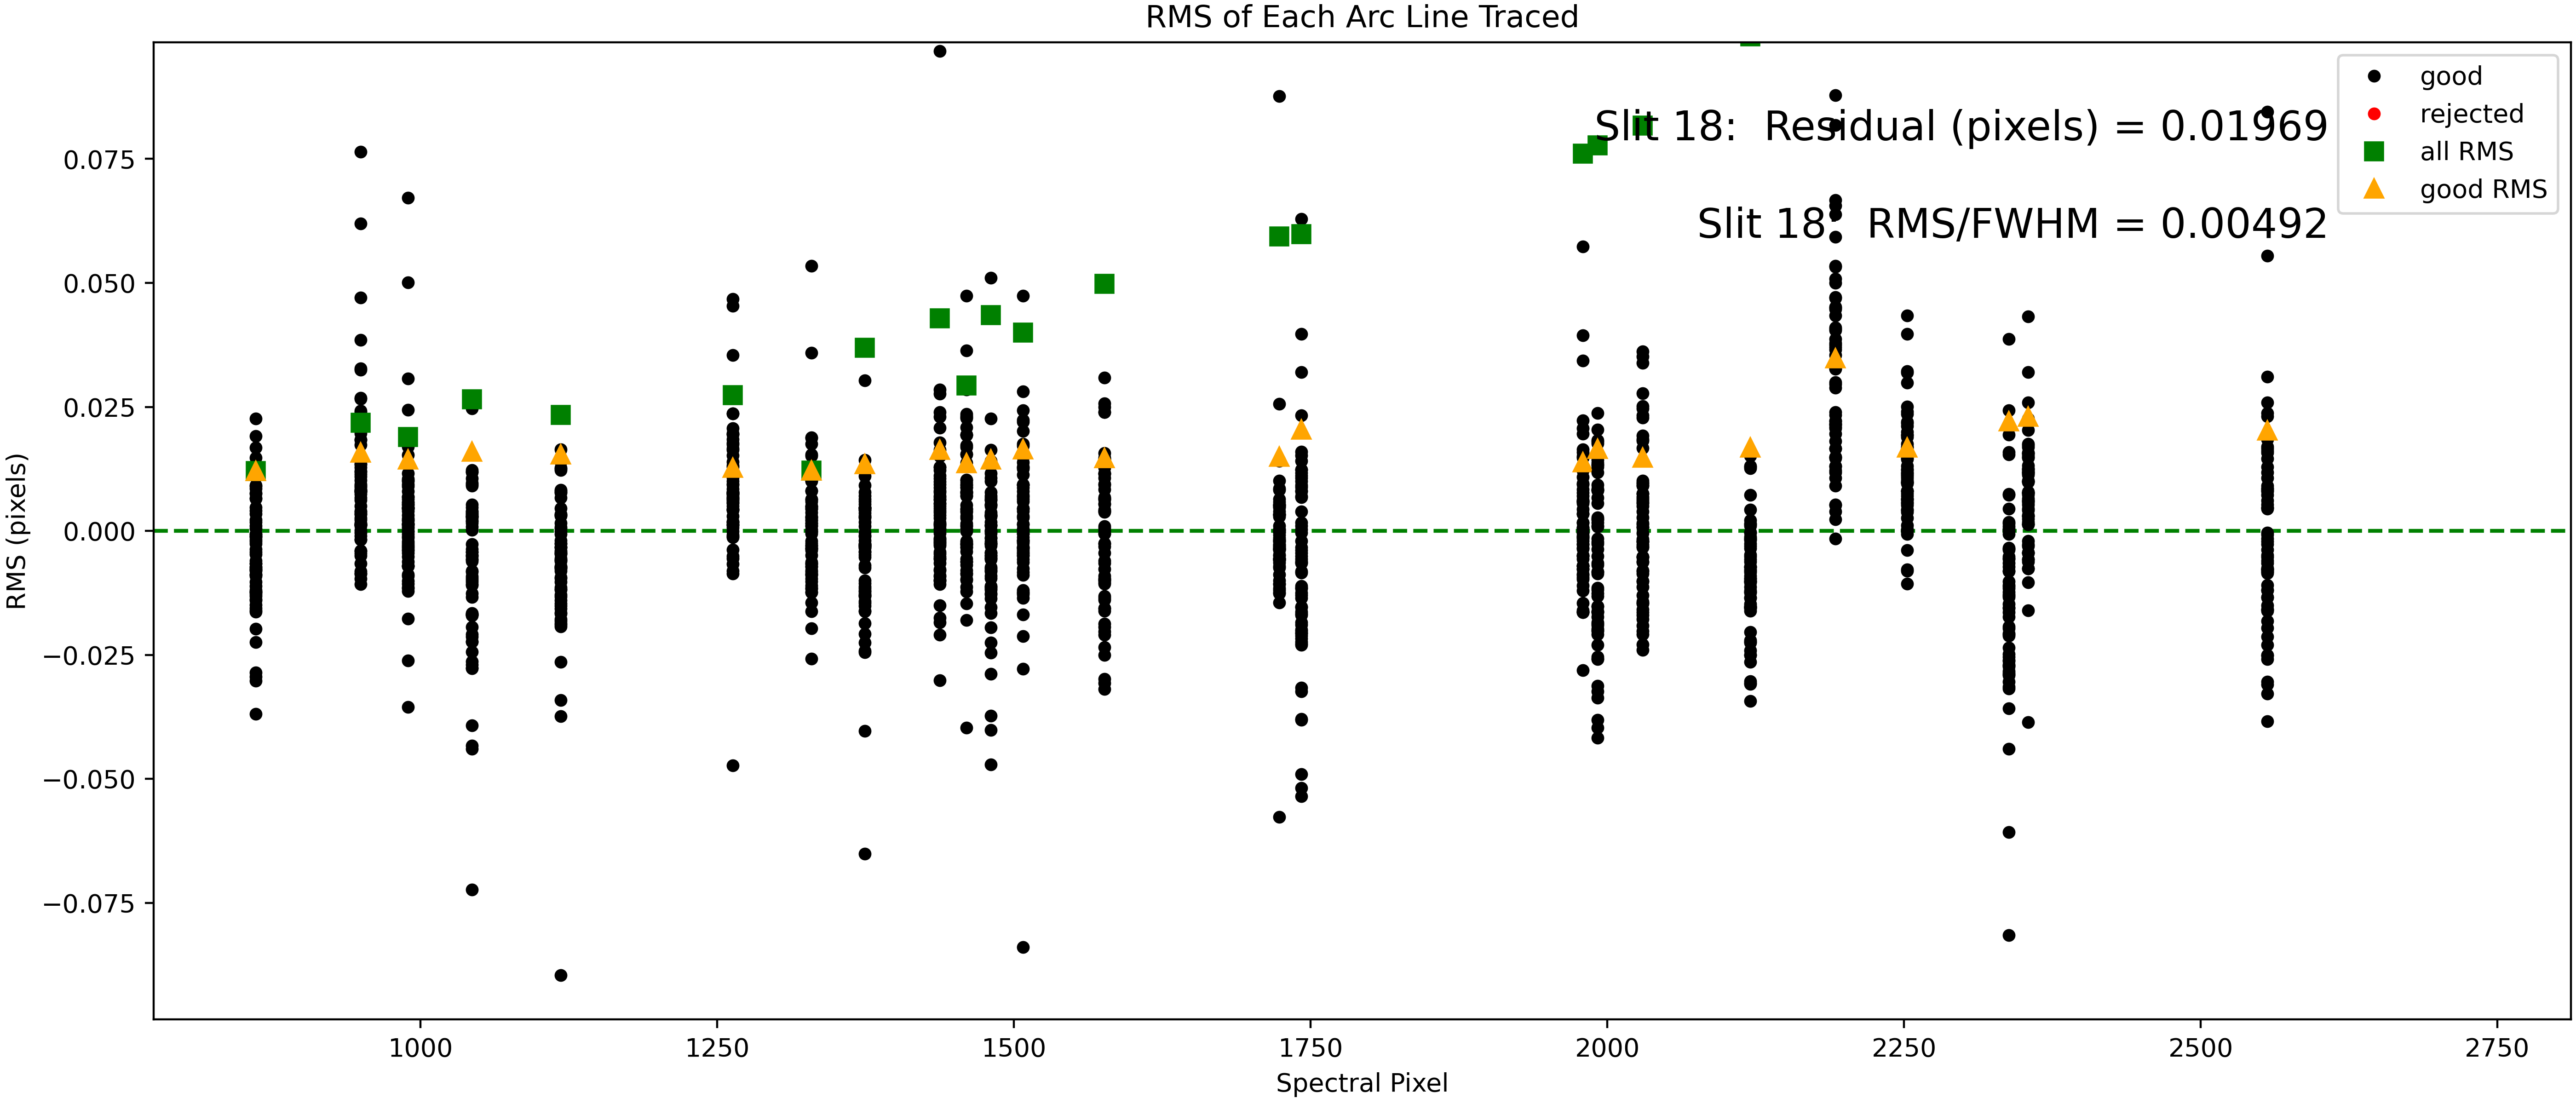 RMS of Each Arc Line Traced
good
rejected
all RMS
good RMS
Slit 18:  Residual (pixels) = 0.01969
Slit 18:  RMS/FWHM = 0.00492
RMS (pixels)
0.075
0.050
0.025
0.000
−0.025
−0.050
−0.075
1000 1250 1500 1750 2000 2250 2500 2750
Spectral Pixel